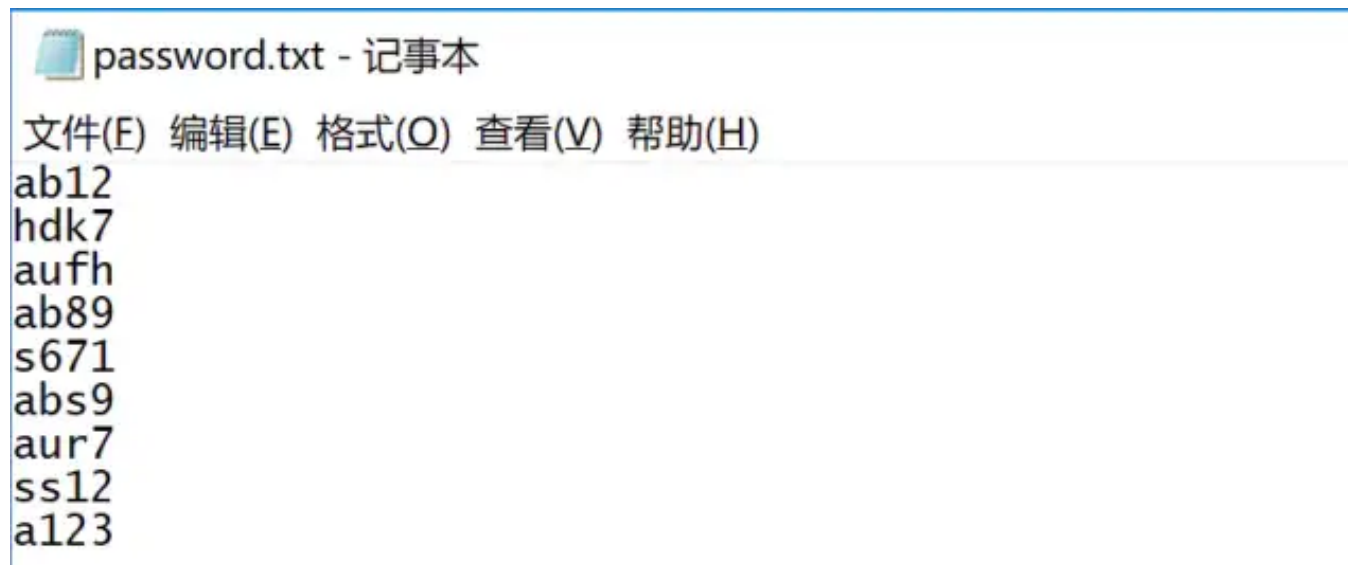 password.txt - 记事本
文件(F) 编辑(E) 格式(O) 查看(V) 帮助(H)
ab12
hdk7
aufh
ab89
s671
abs9
aur7
ss12
a123